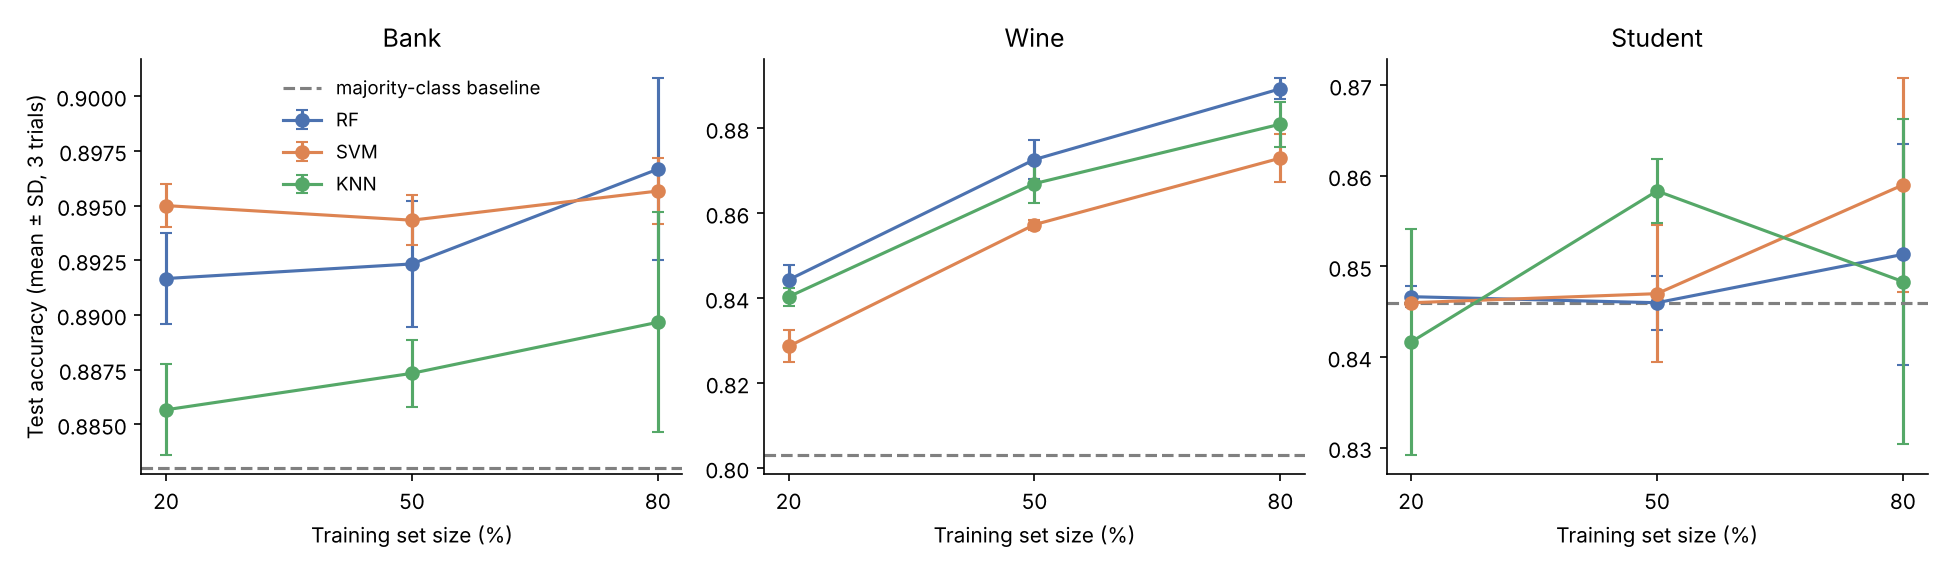 Bank
Test accuracy (mean ± SD, 3 trials)
0.9000
0.8975
0.8950
0.8925
0.8900
0.8875
0.8850
majority-class baseline
RF
SVM
KNN
20
50
80
Training set size (%)
Wine
0.88
0.86
0.84
0.82
0.80
20
50
80
Training set size (%)
Student
0.87
0.86
0.85
0.84
0.83
20
50
80
Training set size (%)